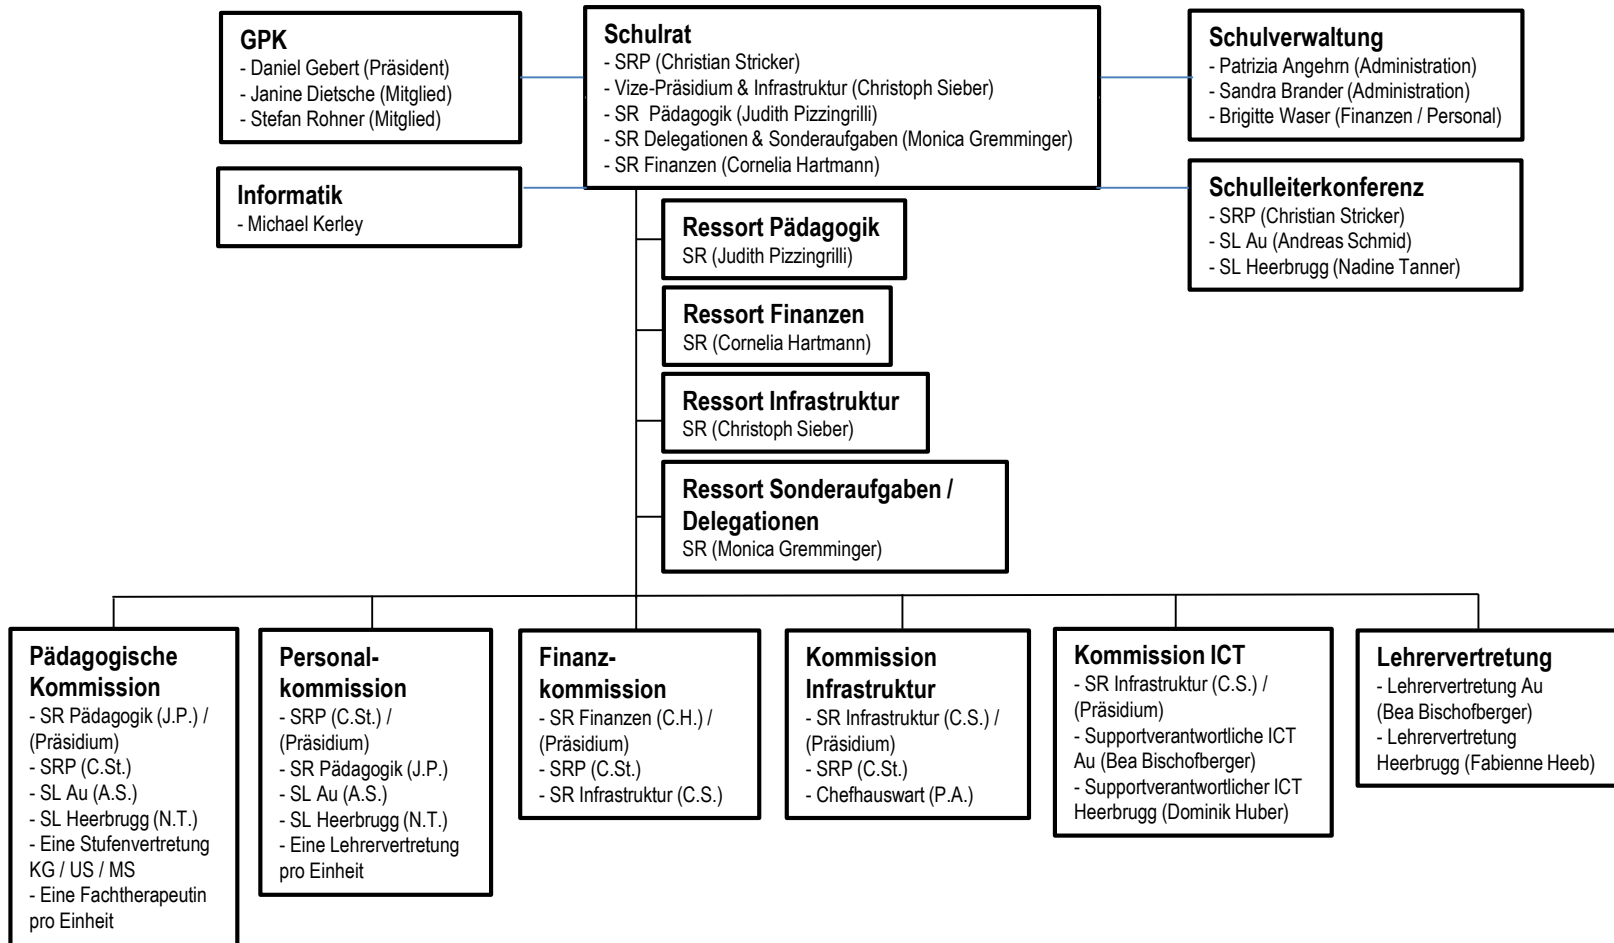 GPK
- Daniel Gebert (Präsident)
- Janine Dietsche (Mitglied)
- Stefan Rohner (Mitglied)
Schulrat
- SRP (Christian Stricker)
- Vize-Präsidium & Infrastruktur (Christoph Sieber)
- SR  Pädagogik (Judith Pizzingrilli)
- SR Delegationen & Sonderaufgaben (Monica Gremminger)
- SR Finanzen (Cornelia Hartmann)
Schulverwaltung
- Patrizia Angehrn (Administration)
- Sandra Brander (Administration)
- Brigitte Waser (Finanzen / Personal)
Informatik
- Michael Kerley
Schulleiterkonferenz
- SRP (Christian Stricker)
- SL Au (Andreas Schmid)
- SL Heerbrugg (Nadine Tanner)
Ressort Pädagogik
SR (Judith Pizzingrilli)
Ressort Finanzen
SR (Cornelia Hartmann)
Ressort Infrastruktur
SR (Christoph Sieber)
Ressort Sonderaufgaben /
Delegationen
SR (Monica Gremminger)
Pädagogische
Kommission
- SR Pädagogik (J.P.) /
(Präsidium)
- SRP (C.St.)
- SL Au (A.S.)
- SL Heerbrugg (N.T.)
- Eine Stufenvertretung
KG / US / MS
- Eine Fachtherapeutin
pro Einheit
Personal-
kommission
- SRP (C.St.) /
(Präsidium)
- SR Pädagogik (J.P.)
- SL Au (A.S.)
- SL Heerbrugg (N.T.)
- Eine Lehrervertretung
pro Einheit
Finanz-
kommission
- SR Finanzen (C.H.) /
(Präsidium)
- SRP (C.St.)
- SR Infrastruktur (C.S.)
Kommission
Infrastruktur
- SR Infrastruktur (C.S.) /
(Präsidium)
- SRP (C.St.)
- Chefhauswart (P.A.)
Kommission ICT
- SR Infrastruktur (C.S.) /
(Präsidium)
- Supportverantwortliche ICT
Au (Bea Bischofberger)
- Supportverantwortlicher ICT
Heerbrugg (Dominik Huber)
Lehrervertretung
- Lehrervertretung Au
(Bea Bischofberger)
- Lehrervertretung
Heerbrugg (Fabienne Heeb)